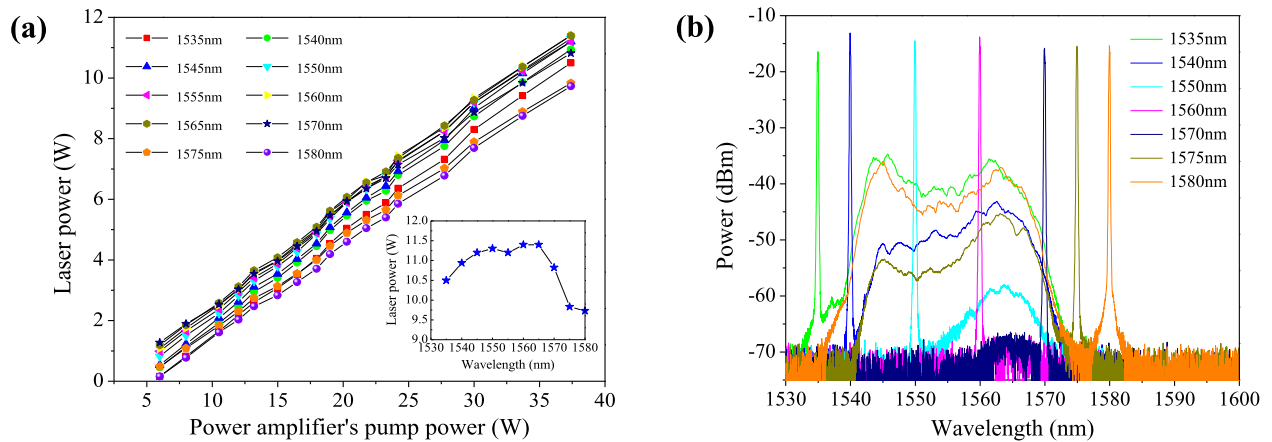 (a)
12
10
8
6
4
2
0
Laser power (W)
1535nm 1540nm
1545nm 1550nm
1555nm 1560nm
1565nm 1570nm
1575nm 1580nm
12.0
11.5
11.0
10.5
10.0
9.5
9.0
Laser power (W)
1530 1540 1550 1560 1570 1580
Wavelength (nm)
5 10 15 20 25 30 35 40
Power amplifier's pump power (W)
(b)
-10
-20
-30
-40
-50
-60
-70
Power (dBm)
1535nm
1540nm
1550nm
1560nm
1570nm
1575nm
1580nm
1530 1540 1550 1560 1570 1580 1590 1600
Wavelength (nm)